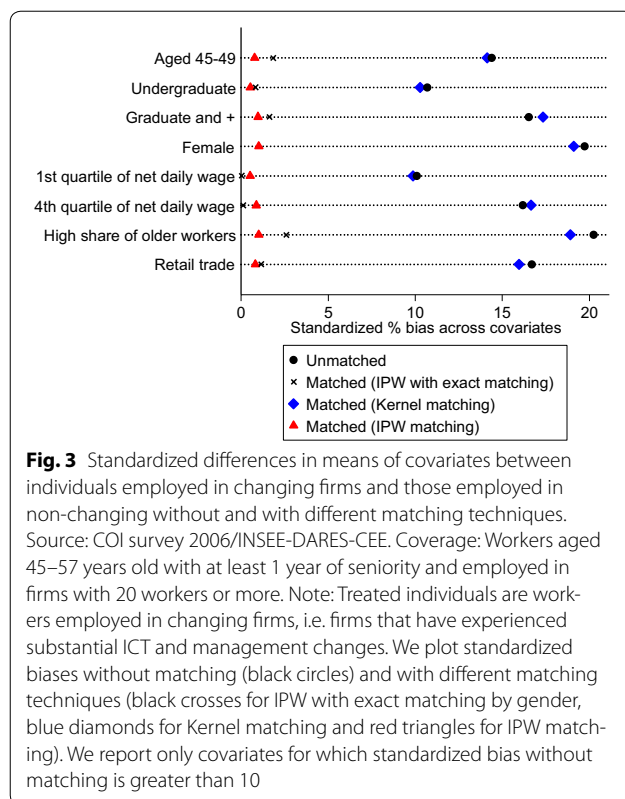 Aged 45-49
Undergraduate
Graduate and +
Female
1st quartile of net daily wage
4th quartile of net daily wage
High share of older workers
Retail trade
0 5 10 15 20
Standardized % bias across covariates
Unmatched
Matched (IPW with exact matching)
Matched (Kernel matching)
Matched (IPW matching)
Fig. 3 Standardized differences in means of covariates between
individuals employed in changing firms and those employed in
non-changing without and with different matching techniques.
Source: COI survey 2006/INSEE-DARES-CEE. Coverage: Workers aged
45–57 years old with at least 1 year of seniority and employed in
firms with 20 workers or more. Note: Treated individuals are work-
ers employed in changing firms, i.e. firms that have experienced
substantial ICT and management changes. We plot standardized
biases without matching (black circles) and with different matching
techniques (black crosses for IPW with exact matching by gender,
blue diamonds for Kernel matching and red triangles for IPW match-
ing). We report only covariates for which standardized bias without
matching is greater than 10